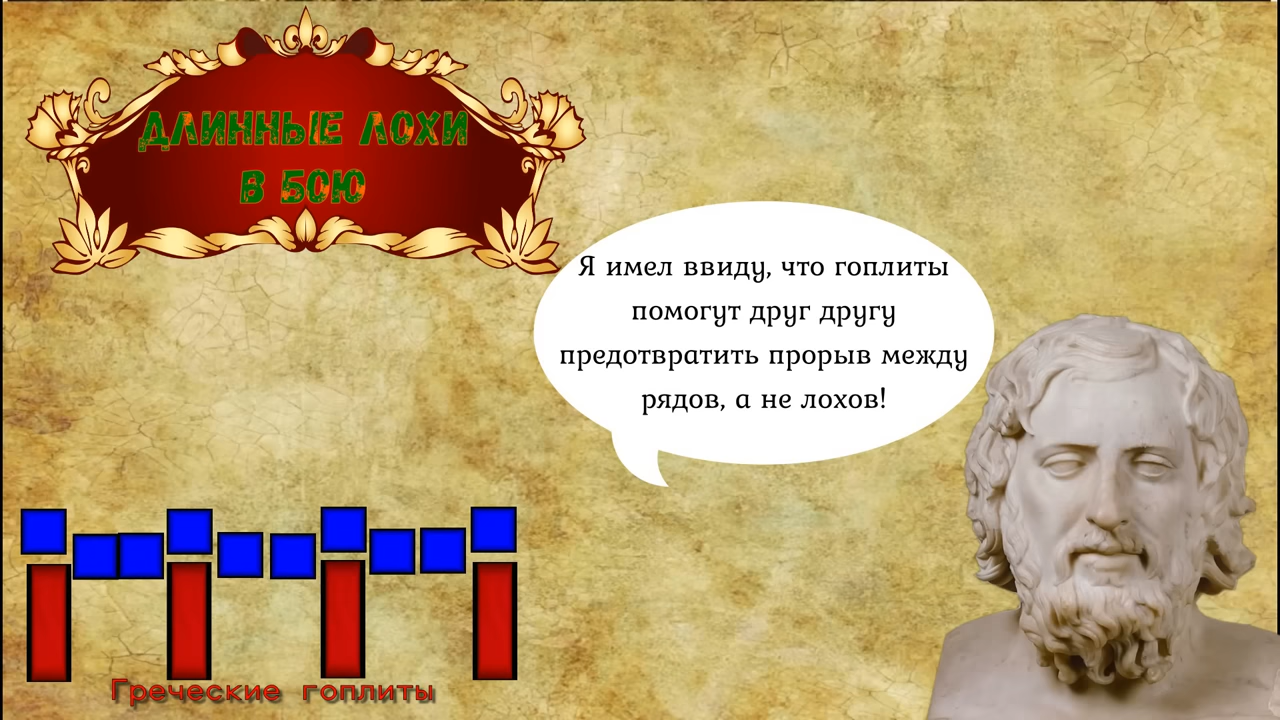 ДЛИННЫЕ ЛОХИ
В БОЮ
Я имел ввиду, что гоплиты
помогут друг другу
предотвратить прорыв между
рядов, а не лохов!
Греческие гоплиты